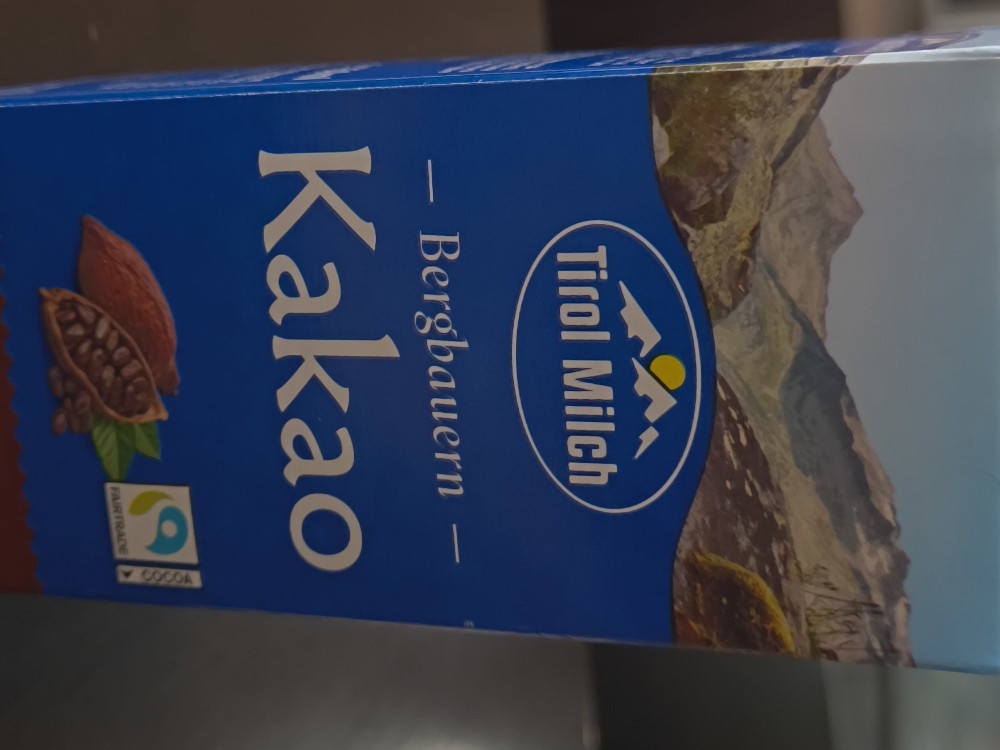 Tirol Milch
— Bergbauern —
Kakao
FAIRTRADE
COCOA